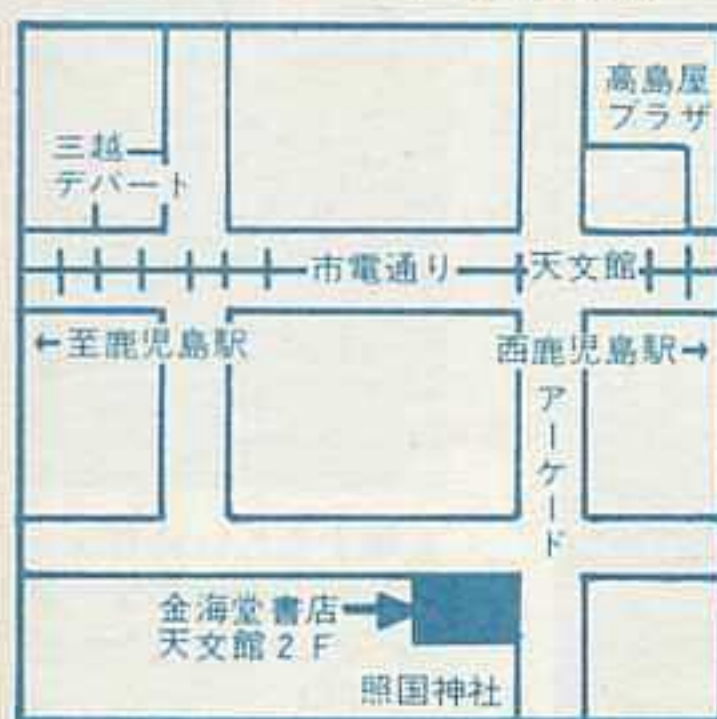 高島屋
プラザ
三越
デパート
市電通り
天文館
←至鹿児島駅
西鹿児島駅→
アーケード
金海堂書店
天文館2F
照国神社